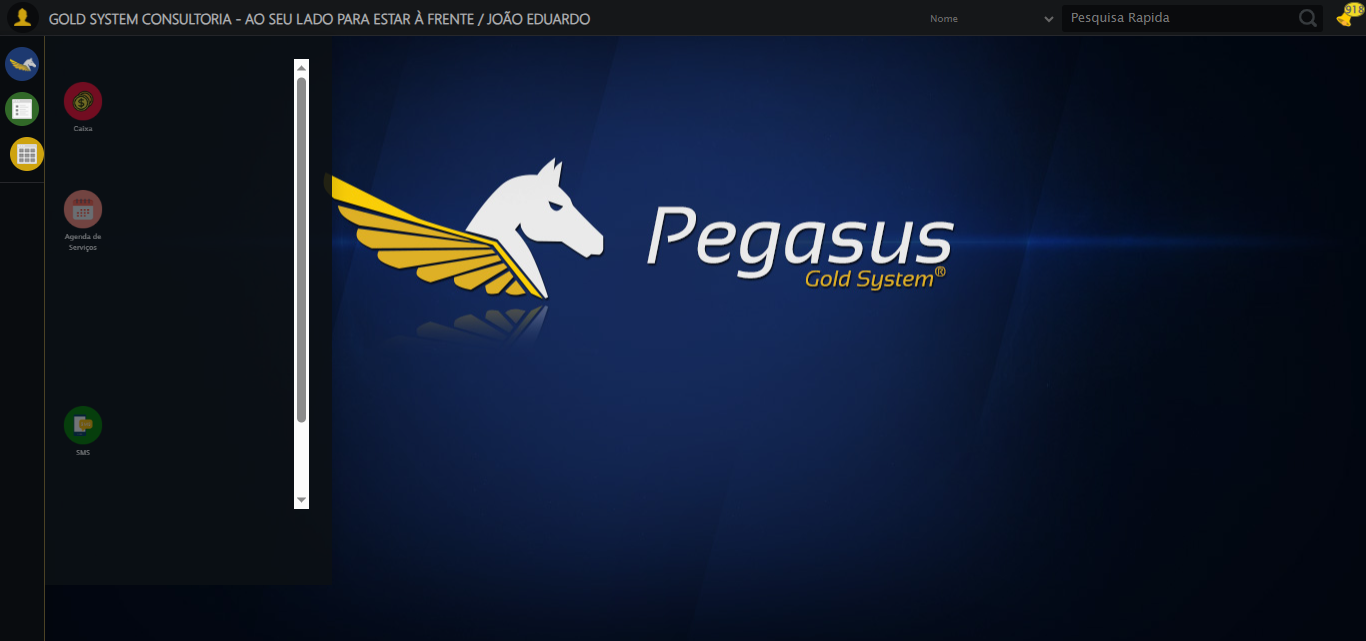 GOLD SYSTEM CONSULTORIA - AO SEU LADO PARA ESTAR À FRENTE / JOÃO EDUARDO
Nome
Pesquisa Rapida
918
Caixa
Agenda de
Serviços
SMS
Pegasus
Gold System®